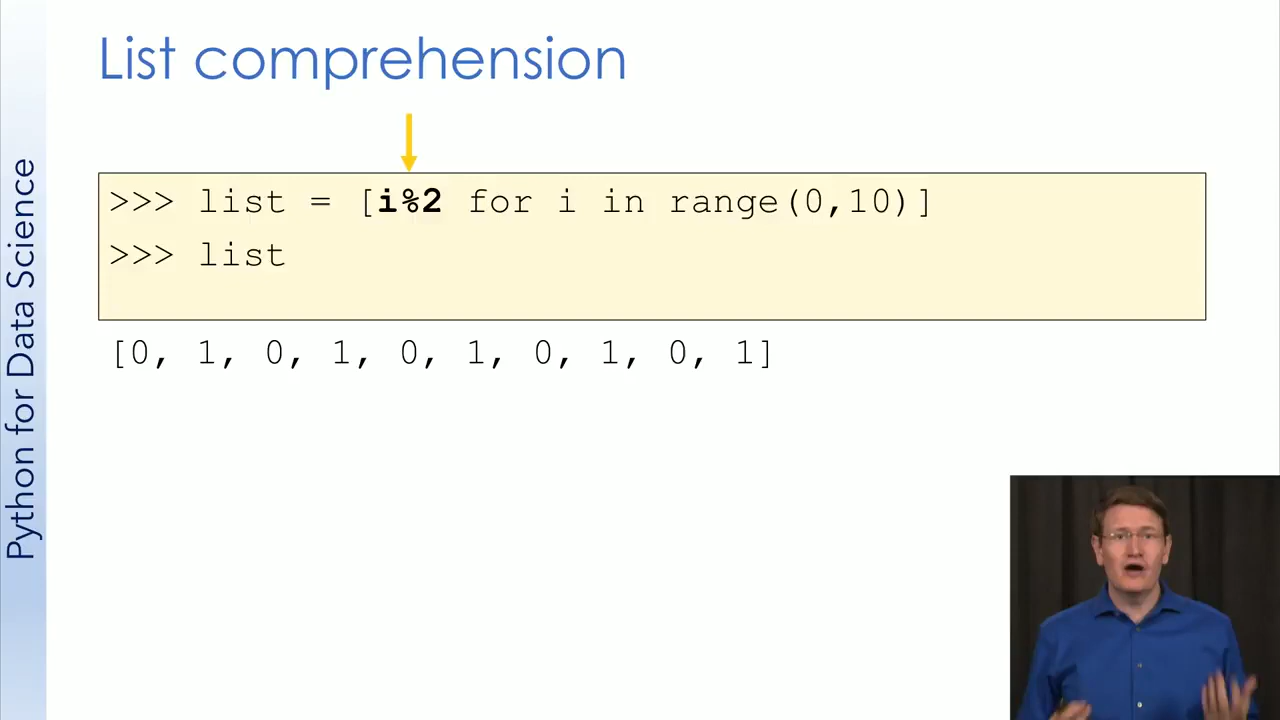 List comprehension
>>> list = [i%2 for i in range(0,10)]
>>> list
[0, 1, 0, 1, 0, 1, 0, 1, 0, 1]
Python for Data Science